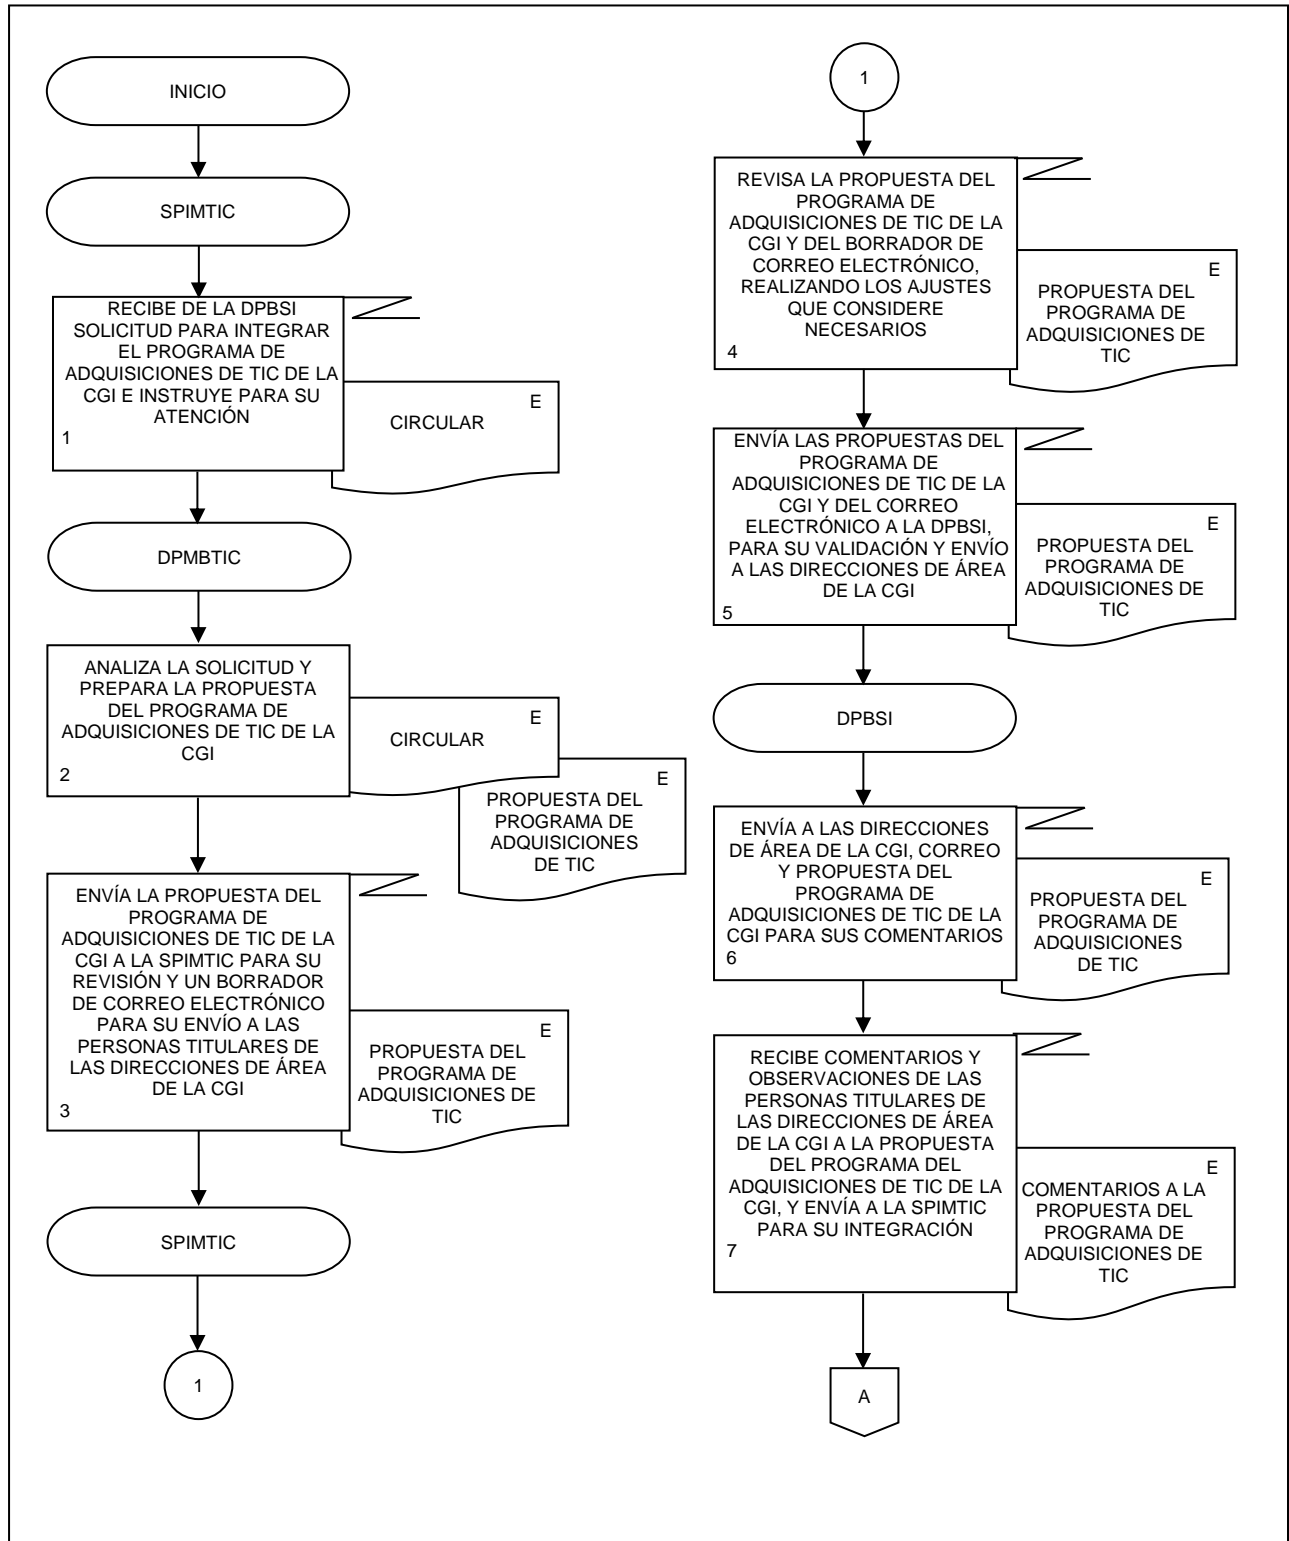 INICIO
SPIMTIC
RECIBE DE LA DPBSI
SOLICITUD PARA INTEGRAR
EL PROGRAMA DE
ADQUISICIONES DE TIC DE LA
CGI E INSTRUYE PARA SU
ATENCIÓN
1
E
CIRCULAR
DPMBTIC
ANALIZA LA SOLICITUD Y
PREPARA LA PROPUESTA
DEL PROGRAMA DE
ADQUISICIONES DE TIC DE LA
CGI
2
E
CIRCULAR
E
PROPUESTA DEL
PROGRAMA DE
ADQUISICIONES
DE TIC
ENVÍA LA PROPUESTA DEL
PROGRAMA DE
ADQUISICIONES DE TIC DE LA
CGI A LA SPIMTIC PARA SU
REVISIÓN Y UN BORRADOR
DE CORREO ELECTRÓNICO
PARA SU ENVÍO A LAS
PERSONAS TITULARES DE
LAS DIRECCIONES DE ÁREA
DE LA CGI
3
E
PROPUESTA DEL
PROGRAMA DE
ADQUISICIONES DE
TIC
SPIMTIC
1
1
REVISA LA PROPUESTA DEL
PROGRAMA DE
ADQUISICIONES DE TIC DE LA
CGI Y DEL BORRADOR DE
CORREO ELECTRÓNICO,
REALIZANDO LOS AJUSTES
QUE CONSIDERE
NECESARIOS
4
E
PROPUESTA DEL
PROGRAMA DE
ADQUISICIONES DE
TIC
ENVÍA LAS PROPUESTAS DEL
PROGRAMA DE
ADQUISICIONES DE TIC DE LA
CGI Y DEL CORREO
ELECTRÓNICO A LA DPBSI,
PARA SU VALIDACIÓN Y ENVÍO
A LAS DIRECCIONES DE ÁREA
DE LA CGI
5
E
PROPUESTA DEL
PROGRAMA DE
ADQUISICIONES DE
TIC
DPBSI
ENVÍA A LAS DIRECCIONES
DE ÁREA DE LA CGI, CORREO
Y PROPUESTA DEL
PROGRAMA DE
ADQUISICIONES DE TIC DE LA
CGI PARA SUS COMENTARIOS
6
E
PROPUESTA DEL
PROGRAMA DE
ADQUISICIONES
DE TIC
RECIBE COMENTARIOS Y
OBSERVACIONES DE LAS
PERSONAS TITULARES DE
LAS DIRECCIONES DE ÁREA
DE LA CGI A LA PROPUESTA
DEL PROGRAMA DEL
ADQUISICIONES DE TIC DE LA
CGI, Y ENVÍA A LA SPIMTIC
PARA SU INTEGRACIÓN
7
E
COMENTARIOS A LA
PROPUESTA DEL
PROGRAMA DE
ADQUISICIONES DE
TIC
A